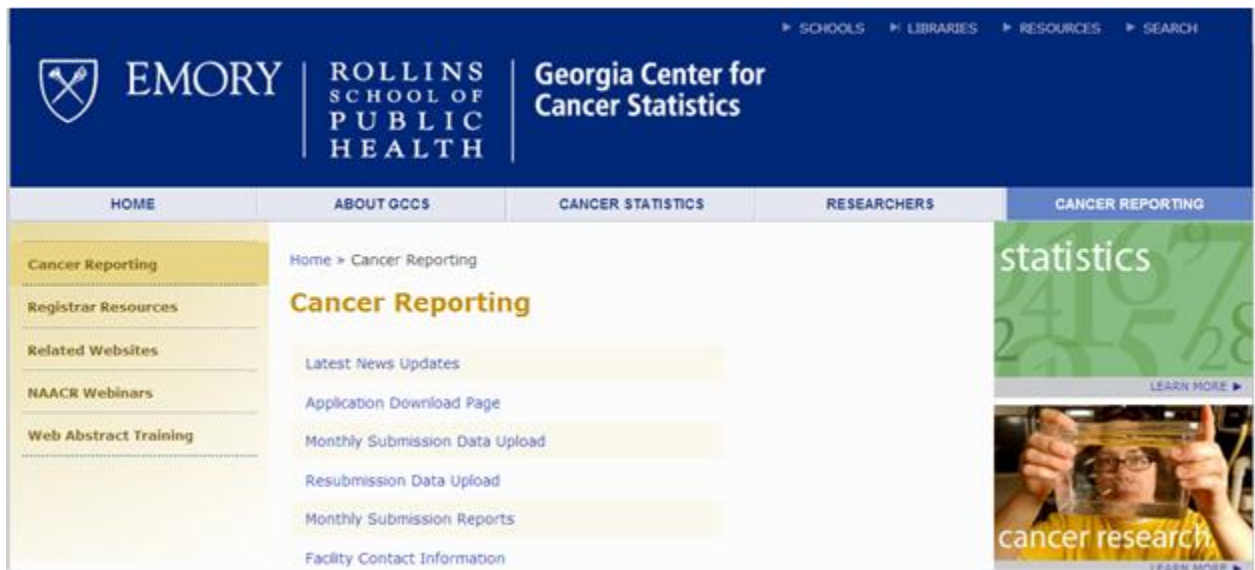 SCHOOLS LIBRARIES RESOURCES SEARCH
EMORY
ROLLINS
SCHOOL OF
PUBLIC
HEALTH
Georgia Center for
Cancer Statistics
HOME ABOUT GCCS CANCER STATISTICS RESEARCHERS CANCER REPORTING
Cancer Reporting
Registrar Resources
Related Websites
NAACR Webinars
Web Abstract Training
Home » Cancer Reporting
Cancer Reporting
Latest News Updates
Application Download Page
Monthly Submission Data Upload
Resubmission Data Upload
Monthly Submission Reports
Facility Contact Information
statistics
LEARN MORE
cancer research
LEARN MORE